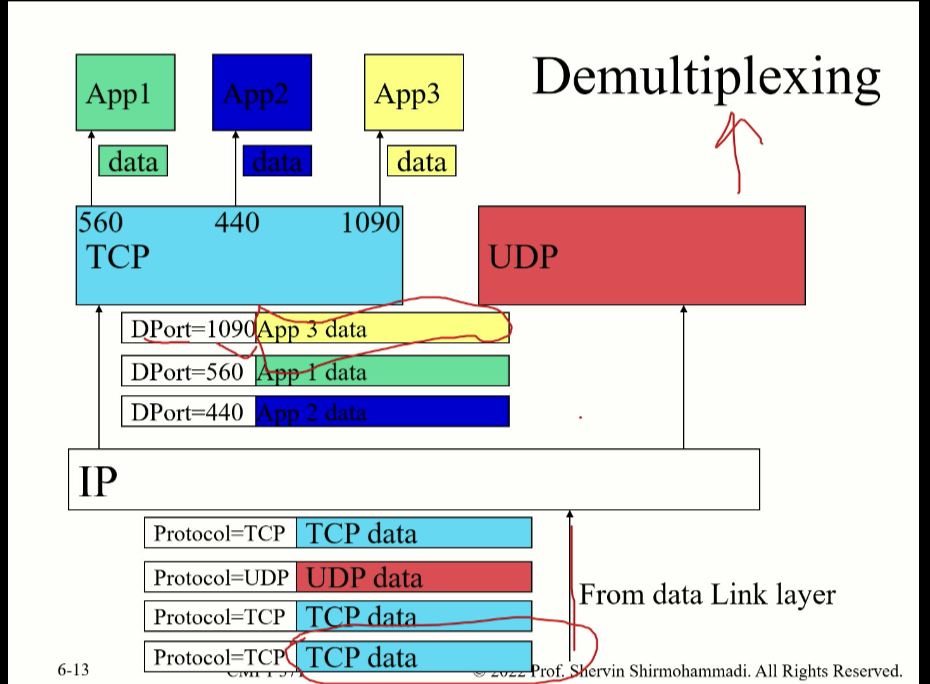 Demultiplexing
App1 App2 App3
data data data
560 440 1090
TCP UDP
DPort=1090 App 3 data
DPort=560 App 1 data
DPort=440 App 2 data
IP
Protocol=TCP TCP data
Protocol=UDP UDP data
From data Link layer
Protocol=TCP TCP data
Protocol=TCP TCP data
6-13 © 2022 Prof. Shervin Shirmohammadi. All Rights Reserved.